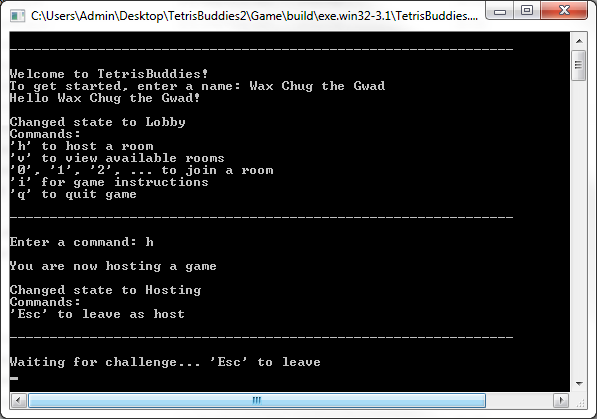 C:\Users\Admin\Desktop\TetrisBuddies2\Game\build\exe.win32-3.1\TetrisBuddies....
Welcome to TetrisBuddies!
To get started, enter a name: Wax Chug the Gwad
Hello Wax Chug the Gwad!
Changed state to Lobby
Commands:
'h' to host a room
'v' to view available rooms
'0', '1', '2', ... to join a room
'i' for game instructions
'q' to quit game
Enter a command: h
You are now hosting a game
Changed state to Hosting
Commands:
'Esc' to leave as host
Waiting for challenge... 'Esc' to leave